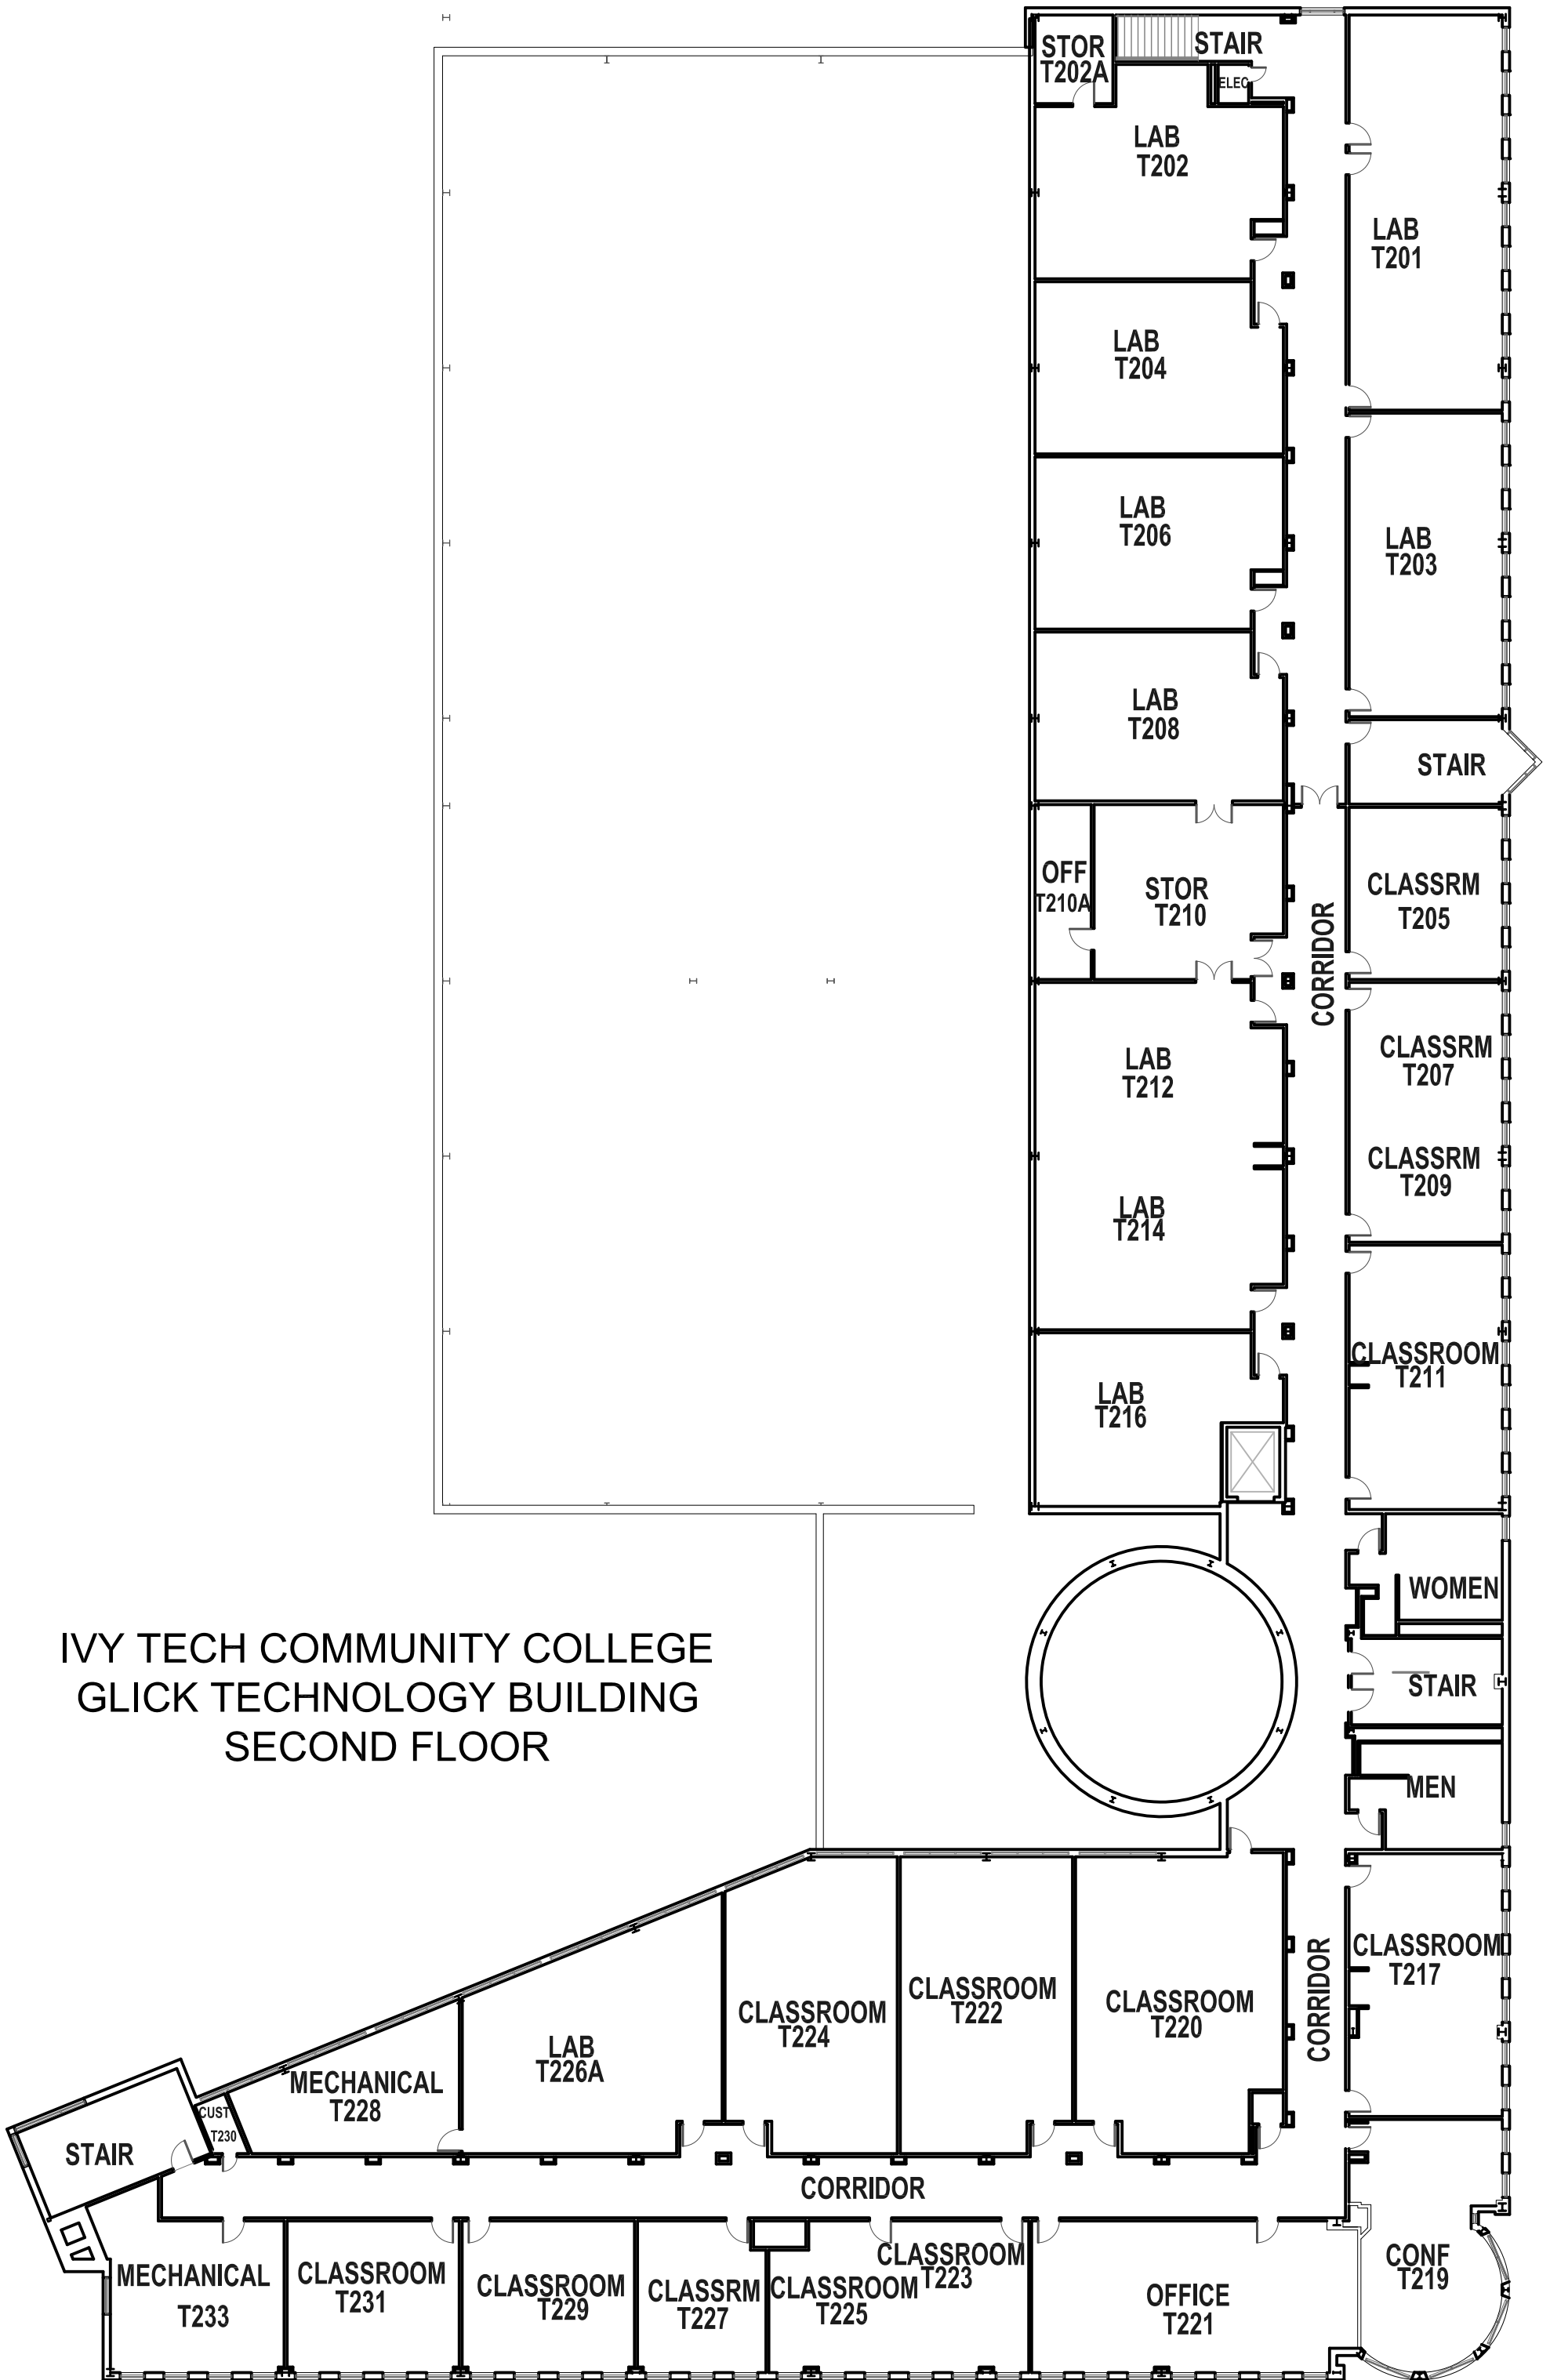 STOR
T202A
STAIR
ELEC
LAB
T202
LAB
T201
LAB
T204
LAB
T206
LAB
T203
LAB
T208
STAIR
OFF
T210A
STOR
T210
CORRIDOR
CLASSRM
T205
LAB
T212
CLASSRM
T207
CLASSRM
T209
LAB
T214
CLASSROOM
T211
LAB
T216
WOMEN
STAIR
MEN
IVY TECH COMMUNITY COLLEGE
GLICK TECHNOLOGY BUILDING
SECOND FLOOR
CLASSROOM
T217
CORRIDOR
CLASSROOM
T220
CLASSROOM
T222
CLASSROOM
T224
LAB
T226A
MECHANICAL
T228
CUST
T230
STAIR
CORRIDOR
MECHANICAL
T233
CLASSROOM
T231
CLASSROOM
T229
CLASSRM
T227
CLASSROOM
T225
CLASSROOM
T223
OFFICE
T221
CONF
T219